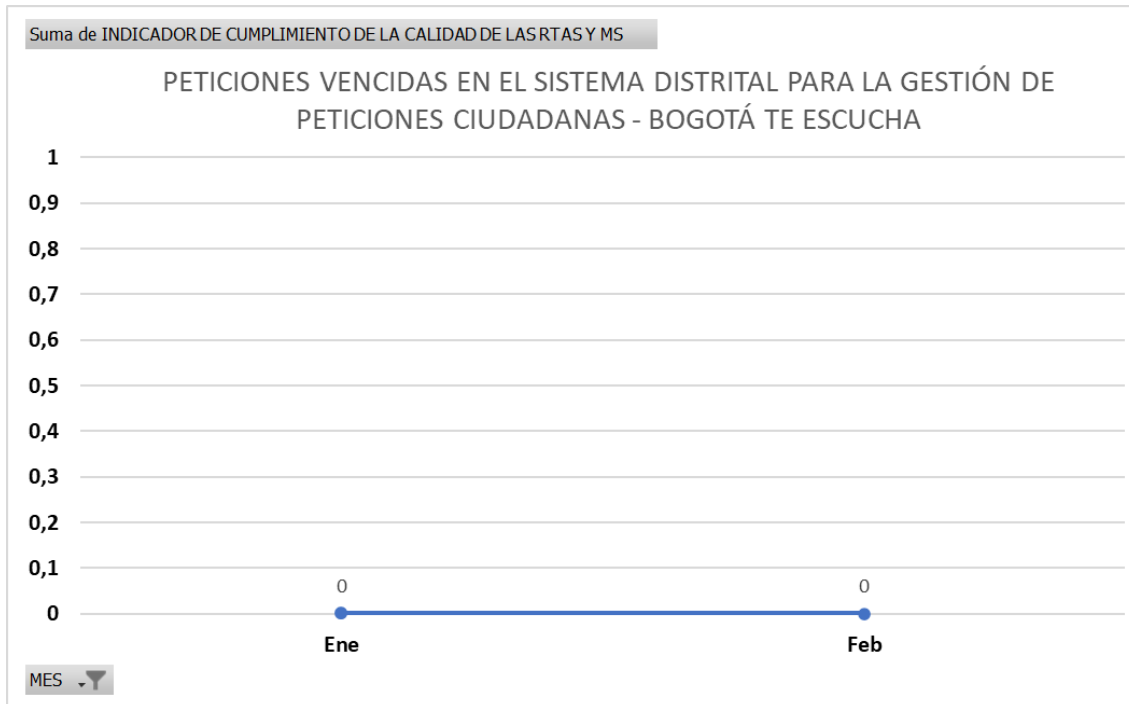 Suma de INDICADOR DE CUMPLIMIENTO DE LA CALIDAD DE LAS RTAS Y MS
PETICIONES VENCIDAS EN EL SISTEMA DISTRITAL PARA LA GESTIÓN DE
PETICIONES CIUDADANAS - BOGOTÁ TE ESCUCHA
1
0,9
0,8
0,7
0,6
0,5
0,4
0,3
0,2
0,1
0
0
0
Ene
Feb
MES